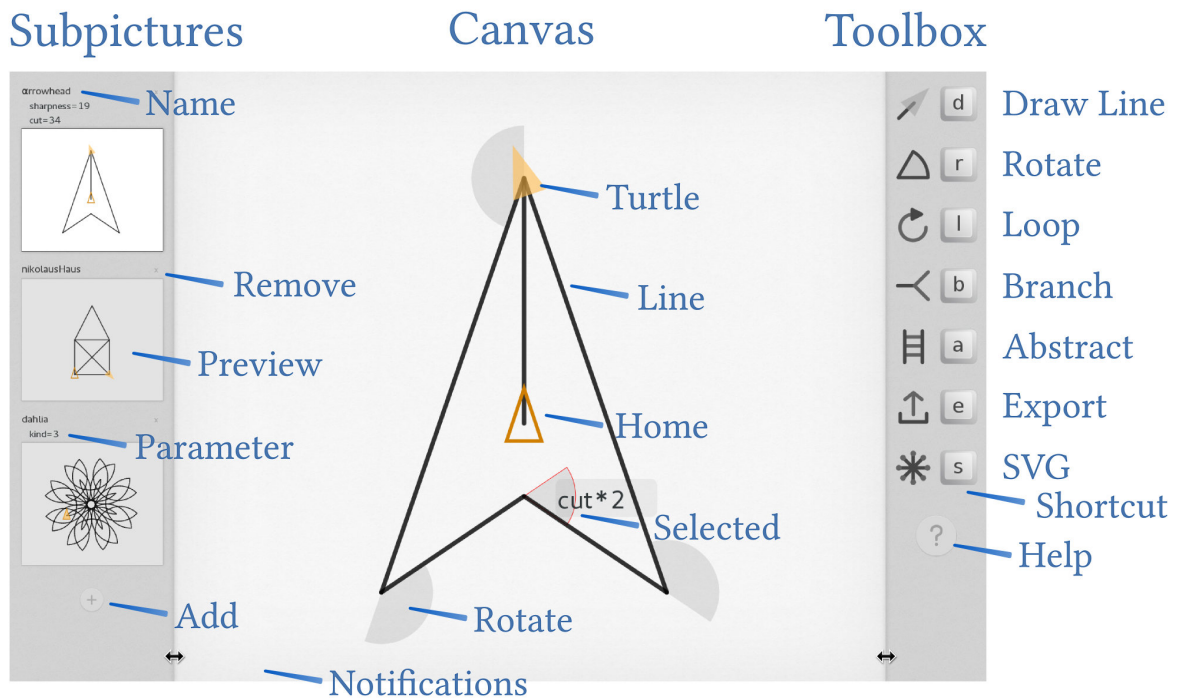 Subpictures
Canvas
Toolbox
αrrowhead
sharpness=19
cut=34
Name
nikolausHaus
x
Remove
Preview
dahlia
x
kind=3
Parameter
+
Add
Turtle
Line
Home
cut*2
Selected
Rotate
Notifications
d
Draw Line
r
Rotate
l
Loop
b
Branch
a
Abstract
e
Export
s
SVG
Shortcut
?
Help